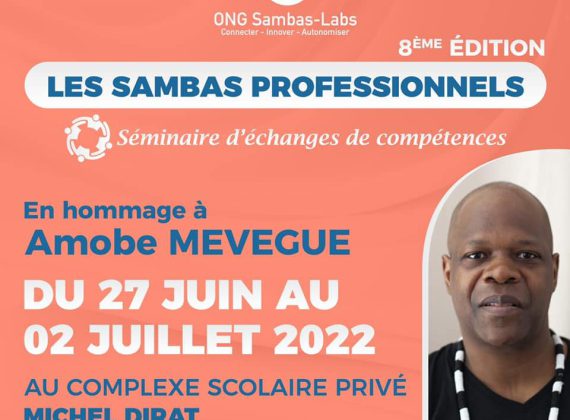 ONG Sambas-Labs
Connecter - Innover - Autonomiser
8ÈME ÉDITION
LES SAMBAS PROFESSIONNELS
Séminaire d'échanges de compétences
En hommage à
Amobe MEVEGUE
DU 27 JUIN AU
02 JUILLET 2022
AU COMPLEXE SCOLAIRE PRIVÉ
MICHEL DIRAT